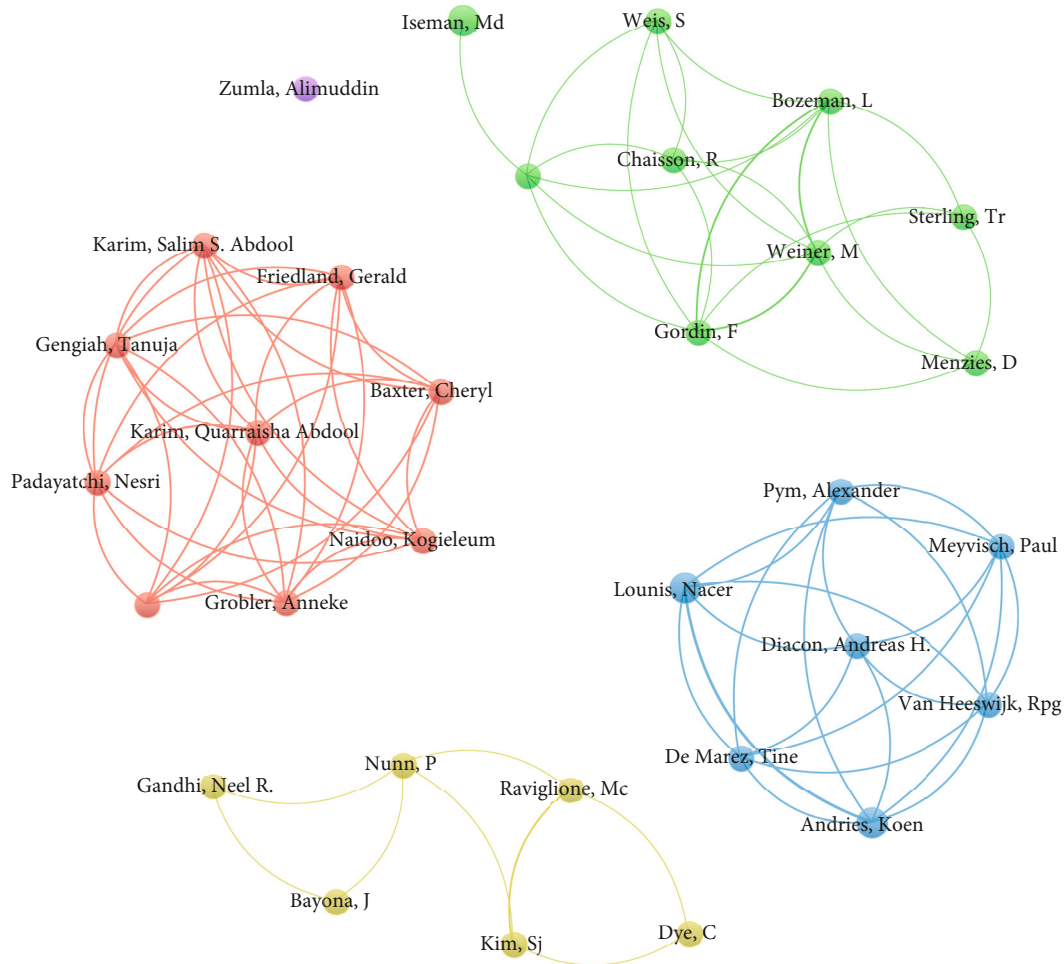 Iseman, Md
Weis, S
Zumla, Alimuddin
Bozeman, L
Chaisson, R
Sterling, Tr
Weiner, M
Gordin, F
Menzies, D
Karim, Salim S. Abdool
Friedland, Gerald
Gengiah, Tanuja
Baxter, Cheryl
Karim, Quarraisha Abdool
Padayatchi, Nesri
Naidoo, Kogieleum
Grobler, Anneke
Pym, Alexander
Meyvisch, Paul
Lounis, Nacer
Diacon, Andreas H.
Van Heeswijk, Rpg
De Marez, Tine
Andries, Koen
Gandhi, Neel R.
Nunn, P
Raviglione, Mc
Bayona, J
Kim, Sj
Dye, C